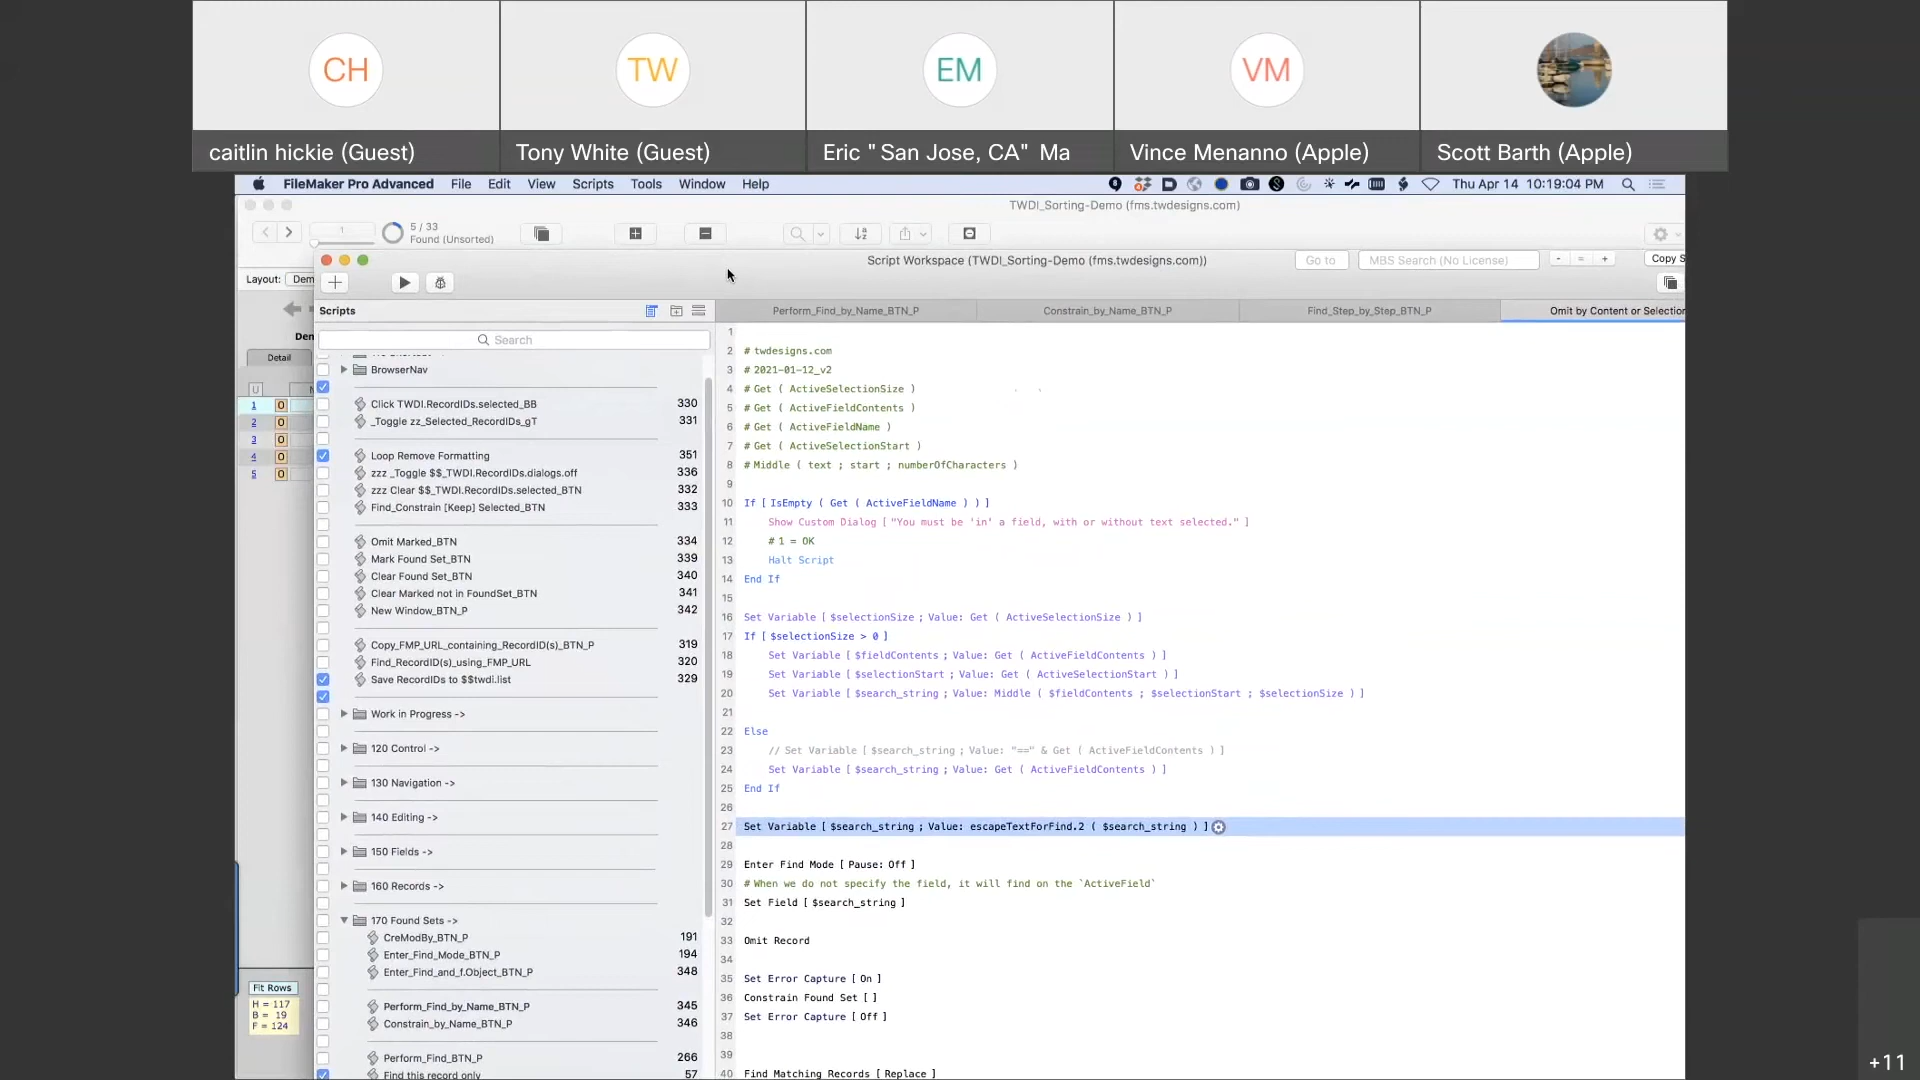 CH
TW
EM
VM
caitlin hickie (Guest)
Tony White (Guest)
Eric "San Jose, CA" Ma
Vince Menanno (Apple)
Scott Barth (Apple)
FileMaker Pro Advanced File Edit View Scripts Tools Window Help
Thu Apr 14 10:19:04 PM
TWDI_Sorting-Demo (fms.twdesigns.com)
1
5 / 33
Found (Unsorted)
Script Workspace (TWDI_Sorting-Demo (fms.twdesigns.com))
Go to
MBS Search (No License)
- = +
Copy S
Layout: Dem
Den
Detail
U
1 0
2 0
3 0
4 0
5 0
Fit Rows
H = 117
B = 19
F = 124
Scripts
Search
BrowserNav
Click TWDI.RecordIDs.selected_BB 330
_Toggle zz_Selected_RecordIDs_gT 331
Loop Remove Formatting 351
zzz _Toggle $$_TWDI.RecordIDs.dialogs.off 336
zzz Clear $$_TWDI.RecordIDs.selected_BTN 332
Find_Constrain [Keep] Selected_BTN 333
Omit Marked_BTN 334
Mark Found Set_BTN 339
Clear Found Set_BTN 340
Clear Marked not in FoundSet_BTN 341
New Window_BTN_P 342
Copy_FMP_URL_containing_RecordID(s)_BTN_P 319
Find_RecordID(s)_using_FMP_URL 320
Save RecordIDs to $$twdi.list 329
Work in Progress ->
120 Control ->
130 Navigation ->
140 Editing ->
150 Fields ->
160 Records ->
170 Found Sets ->
CreModBy_BTN_P 191
Enter_Find_Mode_BTN_P 194
Enter_Find_and_f.Object_BTN_P 348
Perform_Find_by_Name_BTN_P 345
Constrain_by_Name_BTN_P 346
Perform_Find_BTN_P 266
Find this record only 57
Perform_Find_by_Name_BTN_P
Constrain_by_Name_BTN_P
Find_Step_by_Step_BTN_P
Omit by Content or Selection
1
2 # twdesigns.com
3 # 2021-01-12_v2
4 # Get ( ActiveSelectionSize )
5 # Get ( ActiveFieldContents )
6 # Get ( ActiveFieldName )
7 # Get ( ActiveSelectionStart )
8 # Middle ( text ; start ; numberOfCharacters )
9
10 If [ IsEmpty ( Get ( ActiveFieldName ) ) ]
11 Show Custom Dialog [ "You must be 'in' a field, with or without text selected." ]
12 # 1 = OK
13 Halt Script
14 End If
15
16 Set Variable [ $selectionSize ; Value: Get ( ActiveSelectionSize ) ]
17 If [ $selectionSize > 0 ]
18 Set Variable [ $fieldContents ; Value: Get ( ActiveFieldContents ) ]
19 Set Variable [ $selectionStart ; Value: Get ( ActiveSelectionStart ) ]
20 Set Variable [ $search_string ; Value: Middle ( $fieldContents ; $selectionStart ; $selectionSize ) ]
21
22 Else
23 // Set Variable [ $search_string ; Value: "==" & Get ( ActiveFieldContents ) ]
24 Set Variable [ $search_string ; Value: Get ( ActiveFieldContents ) ]
25 End If
26
27 Set Variable [ $search_string ; Value: escapeTextForFind.2 ( $search_string ) ]
28
29 Enter Find Mode [ Pause: Off ]
30 # When we do not specify the field, it will find on the `ActiveField`
31 Set Field [ $search_string ]
32
33 Omit Record
34
35 Set Error Capture [ On ]
36 Constrain Found Set [ ]
37 Set Error Capture [ Off ]
38
39
40 Find Matching Records [ Replace ]
+11